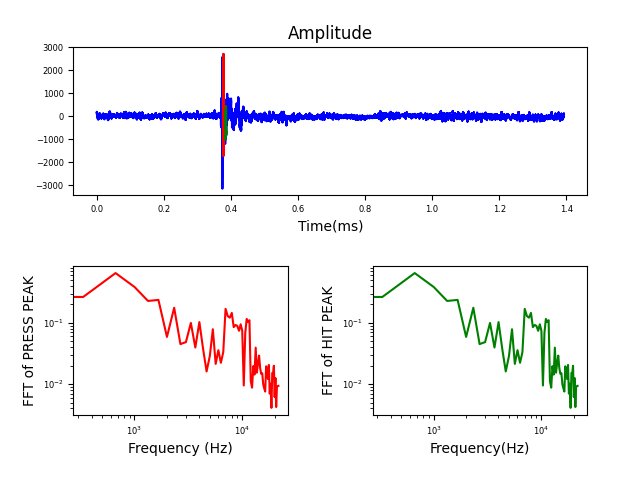 Amplitude
3000
2000
1000
0
−1000
−2000
−3000
0.0 0.2 0.4 0.6 0.8 1.0 1.2 1.4
Time(ms)
FFT of PRESS PEAK
10⁻¹
10⁻²
10³ 10⁴
Frequency (Hz)
FFT of HIT PEAK
10⁻¹
10⁻²
10³ 10⁴
Frequency(Hz)